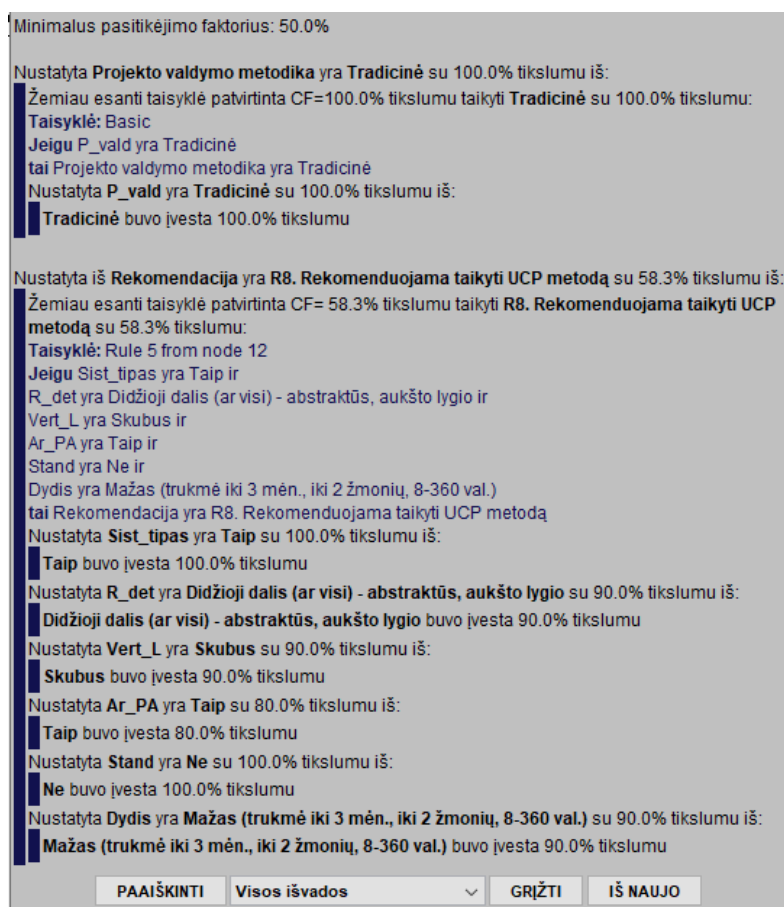 Minimalus pasitikėjimo faktorius: 50.0%
Nustatyta Projekto valdymo metodika yra Tradicinė su 100.0% tikslumu iš:
Žemiau esanti taisyklė patvirtinta CF=100.0% tikslumu taikyti Tradicinė su 100.0% tikslumu:
Taisyklė: Basic
Jeigu P_vald yra Tradicinė
tai Projekto valdymo metodika yra Tradicinė
Nustatyta P_vald yra Tradicinė su 100.0% tikslumu iš:
Tradicinė buvo įvesta 100.0% tikslumu
Nustatyta iš Rekomendacija yra R8. Rekomenduojama taikyti UCP metodą su 58.3% tikslumu iš:
Žemiau esanti taisyklė patvirtinta CF= 58.3% tikslumu taikyti R8. Rekomenduojama taikyti UCP
metodą su 58.3% tikslumu:
Taisyklė: Rule 5 from node 12
Jeigu Sist_tipas yra Taip ir
R_det yra Didžioji dalis (ar visi) - abstraktūs, aukšto lygio ir
Vert_L yra Skubus ir
Ar_PA yra Taip ir
Stand yra Ne ir
Dydis yra Mažas (trukmė iki 3 mėn., iki 2 žmonių, 8-360 val.)
tai Rekomendacija yra R8. Rekomenduojama taikyti UCP metodą
Nustatyta Sist_tipas yra Taip su 100.0% tikslumu iš:
Taip buvo įvesta 100.0% tikslumu
Nustatyta R_det yra Didžioji dalis (ar visi) - abstraktūs, aukšto lygio su 90.0% tikslumu iš:
Didžioji dalis (ar visi) - abstraktūs, aukšto lygio buvo įvesta 90.0% tikslumu
Nustatyta Vert_L yra Skubus su 90.0% tikslumu iš:
Skubus buvo įvesta 90.0% tikslumu
Nustatyta Ar_PA yra Taip su 80.0% tikslumu iš:
Taip buvo įvesta 80.0% tikslumu
Nustatyta Stand yra Ne su 100.0% tikslumu iš:
Ne buvo įvesta 100.0% tikslumu
Nustatyta Dydis yra Mažas (trukmė iki 3 mėn., iki 2 žmonių, 8-360 val.) su 90.0% tikslumu iš:
Mažas (trukmė iki 3 mėn., iki 2 žmonių, 8-360 val.) buvo įvesta 90.0% tikslumu
PAAIŠKINTI Visos išvados GRĮŽTI IŠ NAUJO